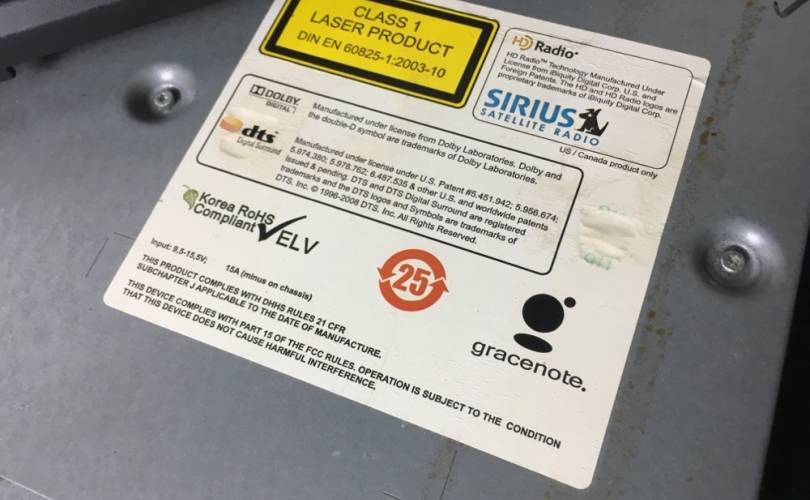 CLASS 1
LASER PRODUCT
DIN EN 60825-1:2003-10
HD Radio
HD Radio™ Technology Manufactured Under
License from iBiquity Digital Corp. U.S. and
Foreign Patents. The HD and HD Radio logos are
proprietary trademarks of iBiquity Digital Corp.
SIRIUS
SATELLITE RADIO
US / Canada product only
DOLBY
DIGITAL
Manufactured under license from Dolby Laboratories. Dolby and
the double-D symbol are trademarks of Dolby Laboratories.
dts
Digital Surround
Manufactured under license under U.S. Patent #5.451.942; 5.956.674;
5.974.380; 5.978.762; 6.487.535 & other U.S. and worldwide patents
issued & pending. DTS and DTS Digital Surround are registered
trademarks and the DTS logos and Symbols are trademarks of
DTS, Inc. © 1996-2008 DTS, Inc. All Rights Reserved.
Korea RoHS
Compliant
ELV
25
Input: 9,5-15,5V; 15A (minus on chassis)
THIS PRODUCT COMPLIES WITH DHHS RULES 21 CFR
SUBCHAPTER J APPLICABLE TO THE DATE OF MANUFACTURE.
THIS DEVICE COMPLIES WITH PART 15 OF THE FCC RULES, OPERATION IS SUBJECT TO THE CONDITION
THAT THIS DEVICE DOES NOT CAUSE HARMFUL INTERFERENCE.
gracenote.